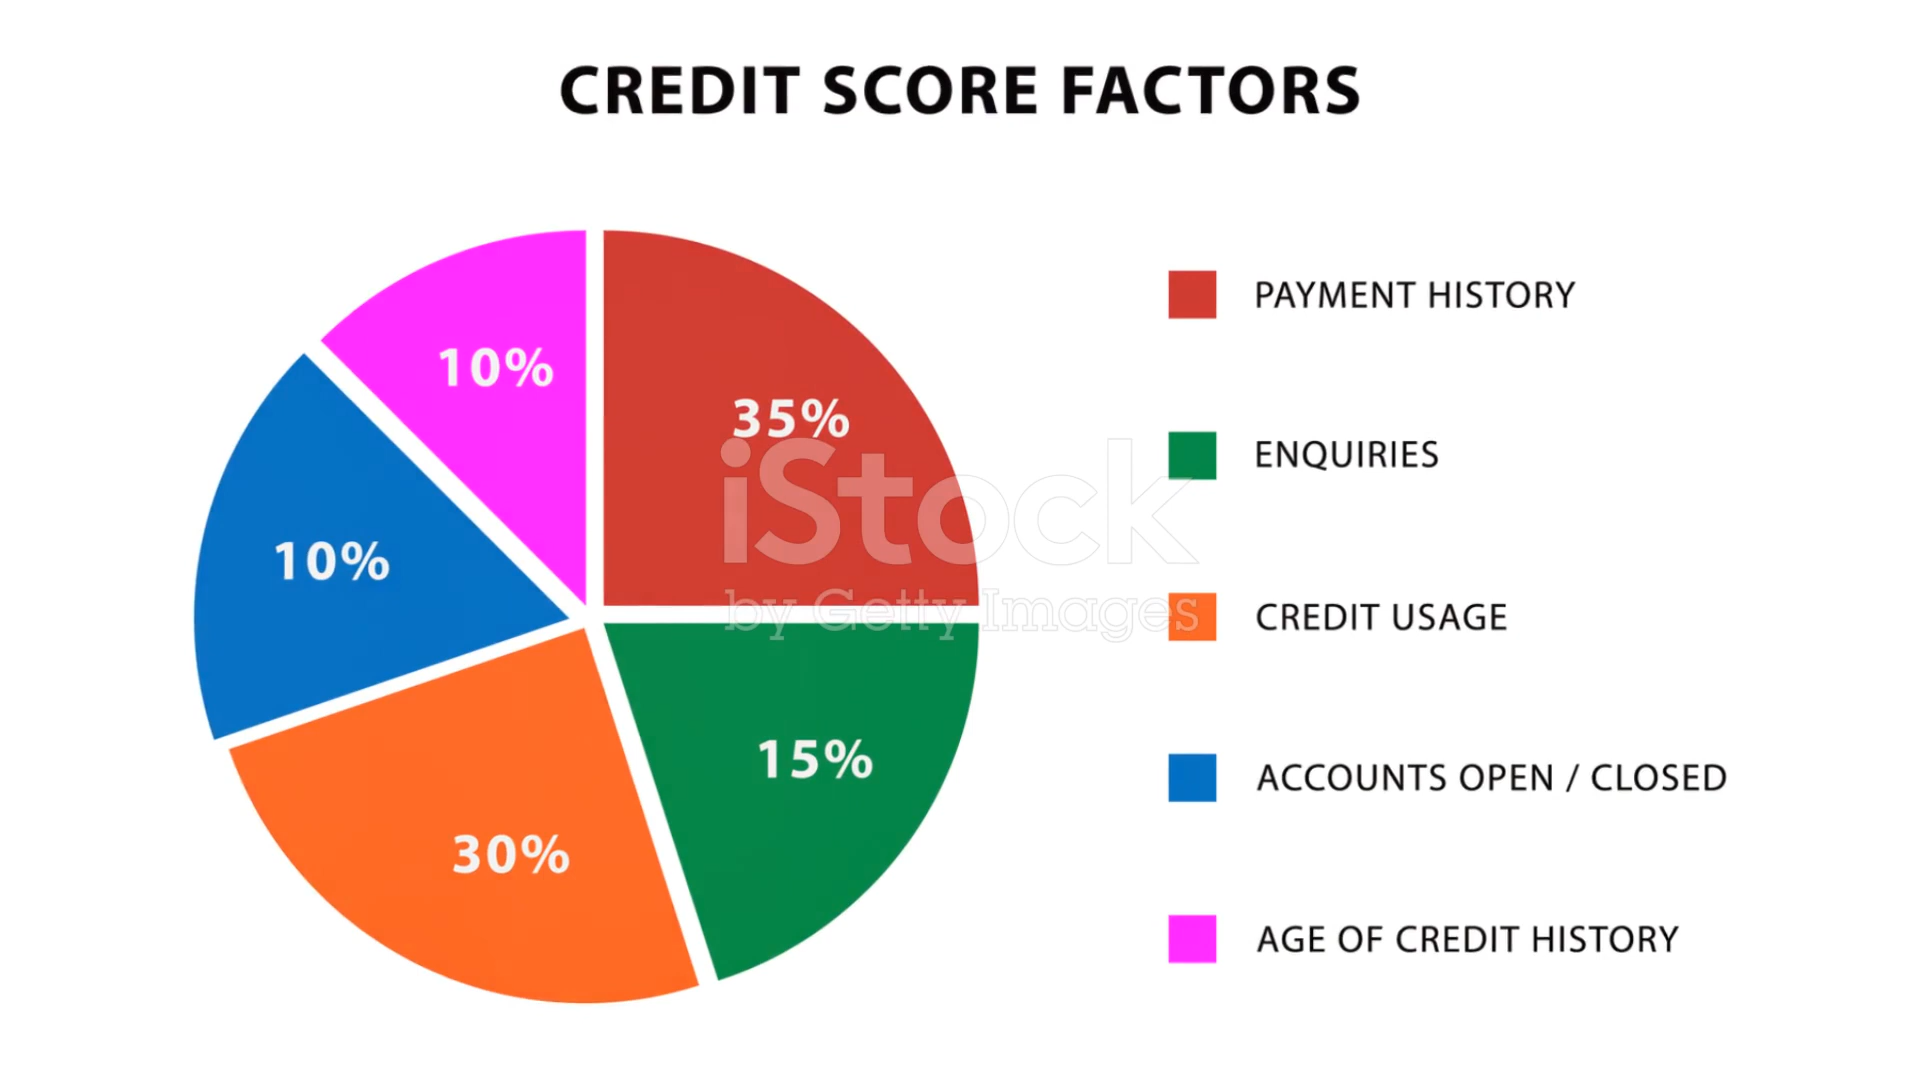 CREDIT SCORE FACTORS
10%
35%
10%
15%
30%
PAYMENT HISTORY
ENQUIRIES
CREDIT USAGE
ACCOUNTS OPEN / CLOSED
AGE OF CREDIT HISTORY
iStock
by Getty Images